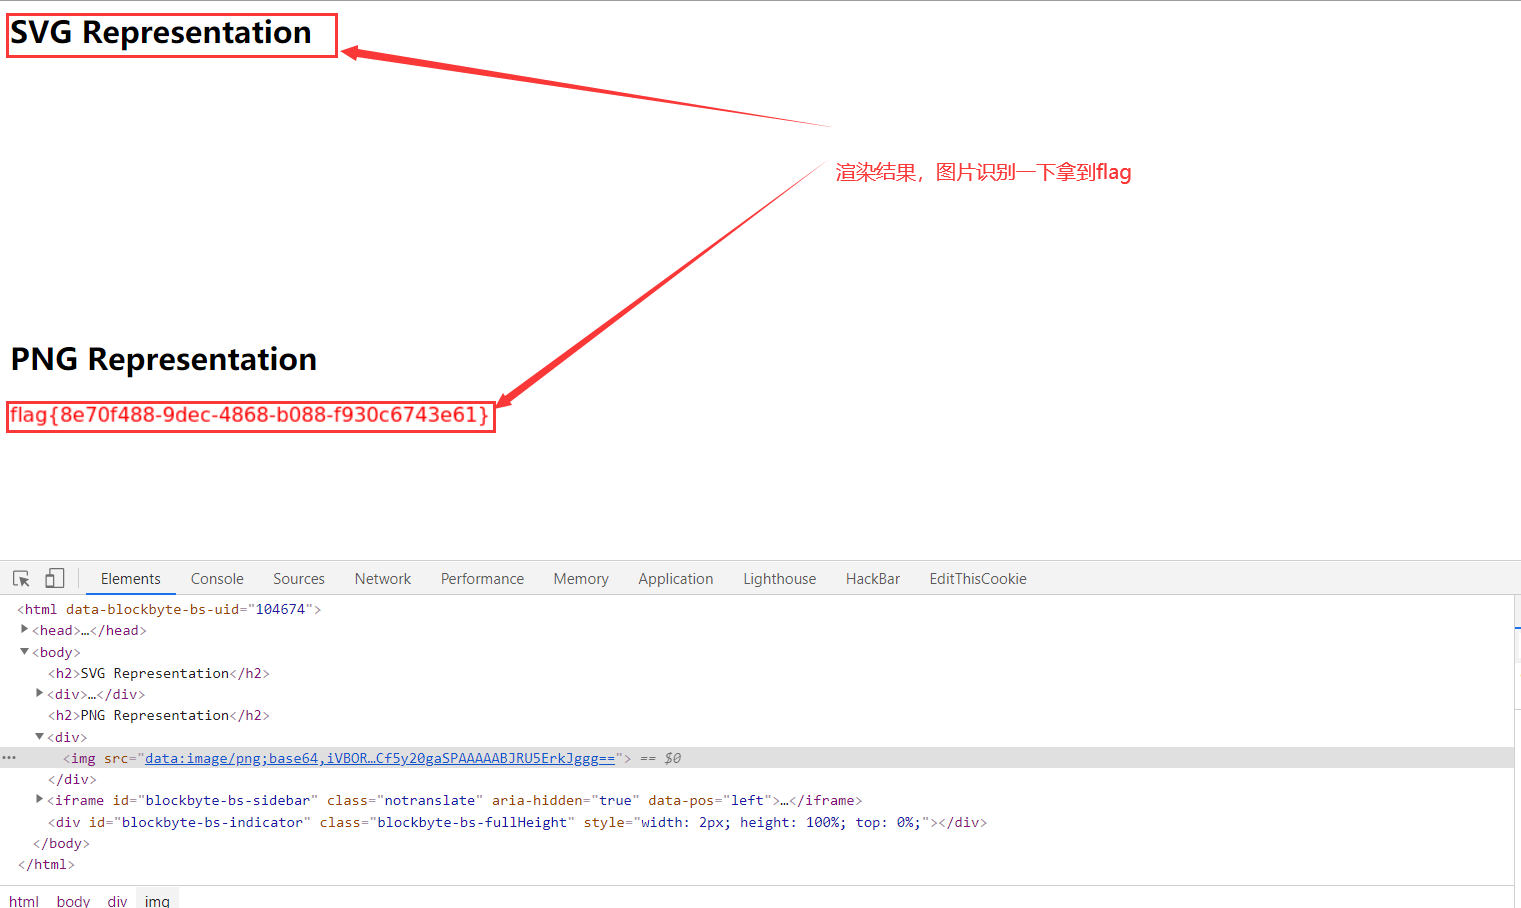 SVG Representation
渲染结果，图片识别一下拿到flag
PNG Representation
flag{8e70f488-9dec-4868-b088-f930c6743e61}
Elements Console Sources Network Performance Memory Application Lighthouse HackBar EditThisCookie
<html data-blockbyte-bs-uid="104674">
<head>…</head>
<body>
<h2>SVG Representation</h2>
<div>…</div>
<h2>PNG Representation</h2>
<div>
<img src="data:image/png;base64,iVBOR…Cf5y20gaSPAAAAABJRU5ErkJggg=="> == $0
</div>
<iframe id="blockbyte-bs-sidebar" class="notranslate" aria-hidden="true" data-pos="left">…</iframe>
<div id="blockbyte-bs-indicator" class="blockbyte-bs-fullHeight" style="width: 2px; height: 100%; top: 0%;"></div>
</body>
</html>
html body div img